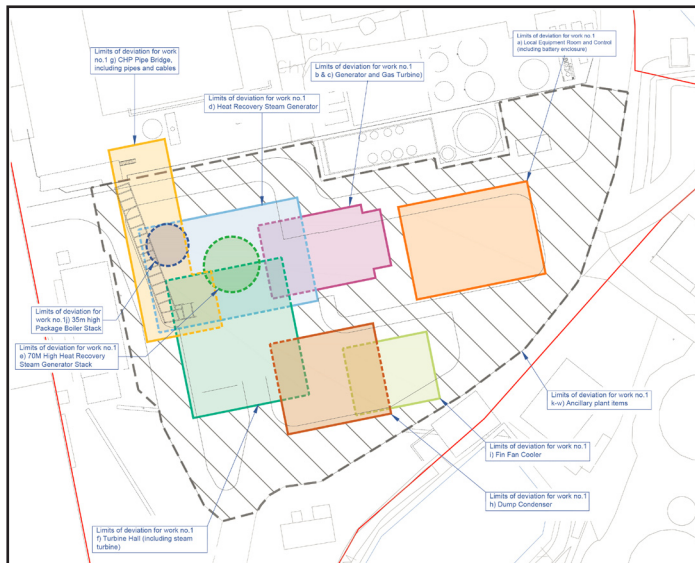 Limits of deviation for work
no.1 g) CHP Pipe Bridge,
including pipes and cables
Limits of deviation for work no.1
d) Heat Recovery Steam Generator
Limits of deviation for work no.1
b & c) Generator and Gas Turbine)
Limits of deviation for work no.1
a) Local Equipment Room and Control
(including battery enclosure)
Chy
Chy
Limits of deviation for
work no.1j) 35m high
Package Boiler Stack
Limits of deviation for work no.1
e) 70M High Heat Recovery
Steam Generator Stack
Limits of deviation for work no.1
k-w) Ancillary plant items
Limits of deviation for work no.1
i) Fin Fan Cooler
Limits of deviation for work no.1
h) Dump Condenser
Limits of deviation for work no.1
f) Turbine Hall (including steam
turbine)